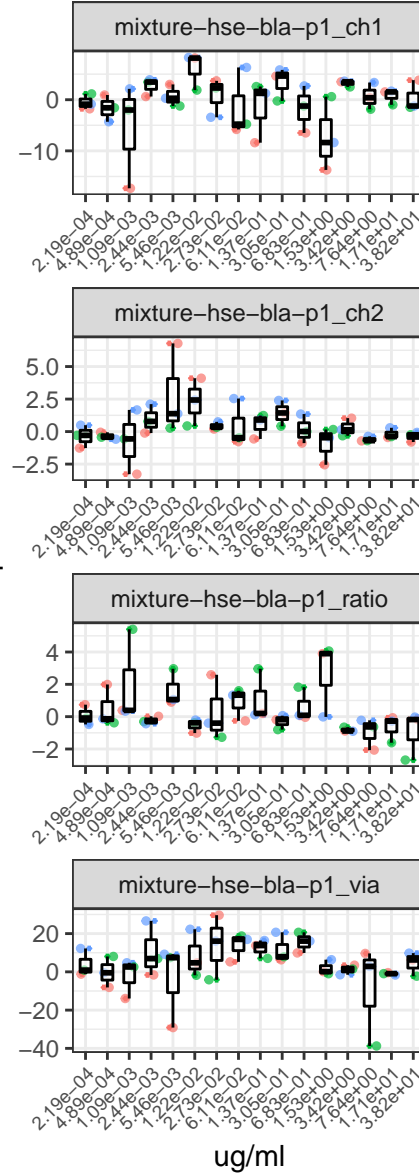 mixture−hse−bla−p1_ch1
0
−10
2.19e−04
4.89e−04
1.09e−03
2.44e−03
5.46e−03
1.22e−02
2.73e−02
6.11e−02
1.37e−01
3.05e−01
6.83e−01
1.53e+00
3.42e+00
7.64e+00
1.71e+01
3.82e+01
mixture−hse−bla−p1_ch2
5.0
2.5
0.0
−2.5
2.19e−04
4.89e−04
1.09e−03
2.44e−03
5.46e−03
1.22e−02
2.73e−02
6.11e−02
1.37e−01
3.05e−01
6.83e−01
1.53e+00
3.42e+00
7.64e+00
1.71e+01
3.82e+01
mixture−hse−bla−p1_ratio
4
2
0
−2
2.19e−04
4.89e−04
1.09e−03
2.44e−03
5.46e−03
1.22e−02
2.73e−02
6.11e−02
1.37e−01
3.05e−01
6.83e−01
1.53e+00
3.42e+00
7.64e+00
1.71e+01
3.82e+01
mixture−hse−bla−p1_via
20
0
−20
−40
2.19e−04
4.89e−04
1.09e−03
2.44e−03
5.46e−03
1.22e−02
2.73e−02
6.11e−02
1.37e−01
3.05e−01
6.83e−01
1.53e+00
3.42e+00
7.64e+00
1.71e+01
3.82e+01
ug/ml